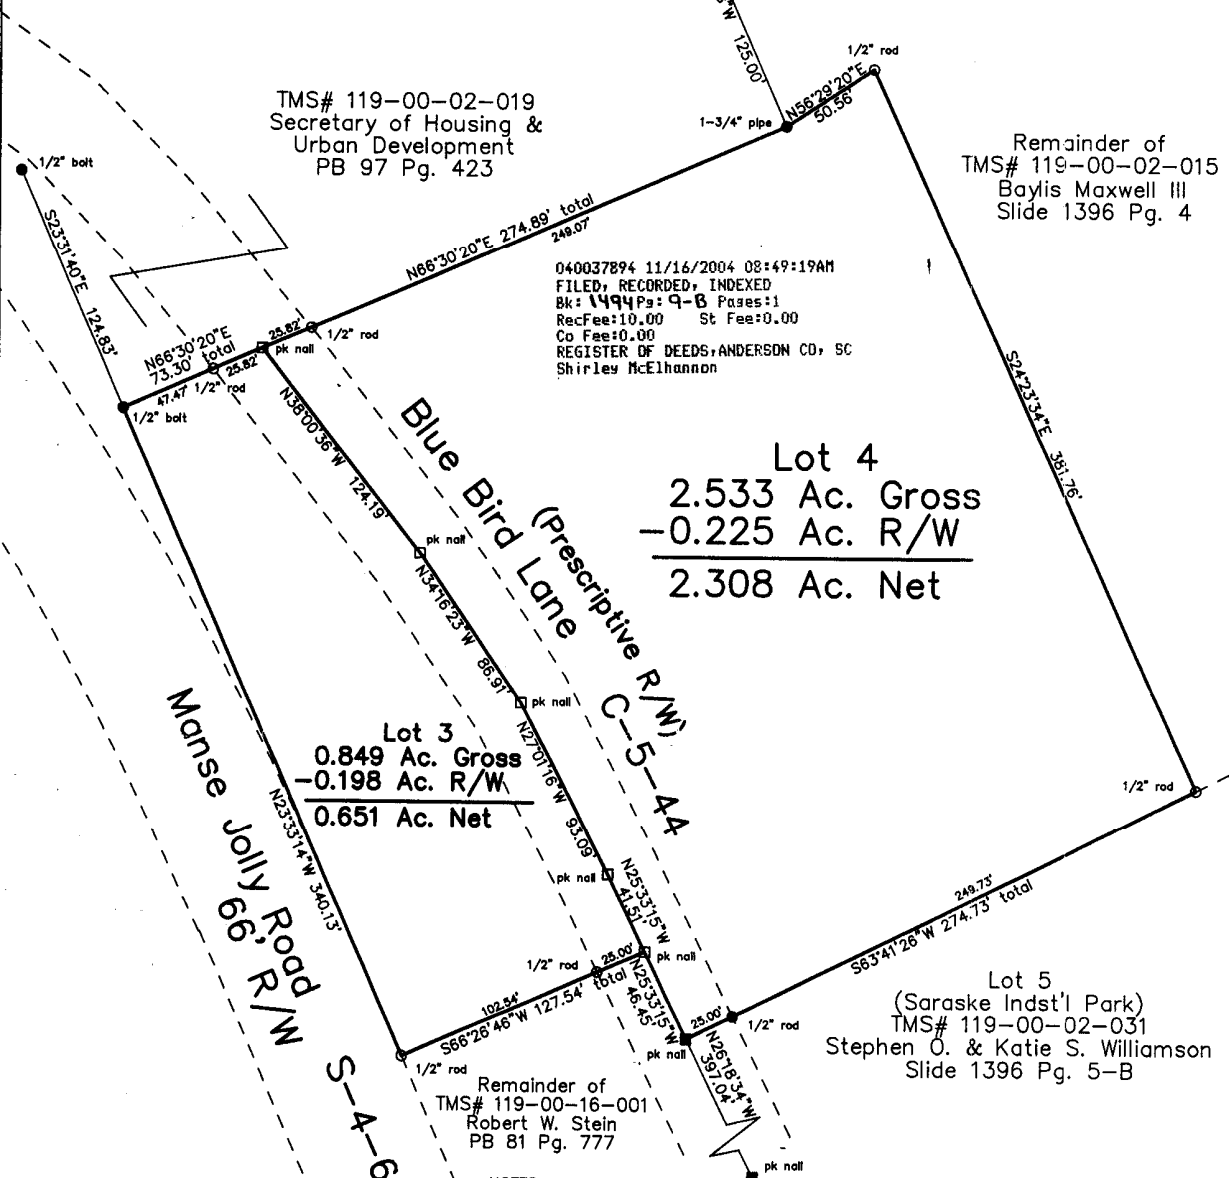 125.00'
1/2" rod
N56°29'20"E
50.56'
1-3/4" pipe
TMS# 119-00-02-019
Secretary of Housing &
Urban Development
PB 97 Pg. 423
Remainder of
TMS# 119-00-02-015
Baylis Maxwell III
Slide 1396 Pg. 4
1/2" bolt
S23°31'40"E 124.83'
N66°30'20"E 274.89' total
249.07'
040037894 11/16/2004 08:49:19AM
FILED, RECORDED, INDEXED
Bk: 1494 Pg: 9-B Pages:1
RecFee:10.00 St Fee:0.00
Co Fee:0.00
REGISTER OF DEEDS, ANDERSON CO, SC
Shirley McElhannon
N66°30'20"E
73.30' total
25.82'
1/2" rod
pk nail
25.82'
47.47'
1/2" rod
1/2" bolt
N38°00'36"W 124.19'
Blue Bird Lane
(Prescriptive R/W)
C-5-44
S24°23'34"E 381.76'
Lot 4
2.533 Ac. Gross
-0.225 Ac. R/W
2.308 Ac. Net
pk nail
N34°16'23"W 86.91'
pk nail
Lot 3
0.849 Ac. Gross
-0.198 Ac. R/W
0.651 Ac. Net
N27°01'16"W 93.09'
Manse Jolly Road
66' R/W
S-4-6
N23°33'14"W 340.13'
1/2" rod
pk nail
N25°33'15"W
41.51'
249.73'
S63°41'26"W 274.73' total
25.00'
pk nail
1/2" rod
102.54'
S66°26'46"W 127.54' total
N25°33'15"W
46.45'
25.00'
1/2" rod
pk nail
N26°18'34"W
397.04'
1/2" rod
Lot 5
(Saraske Indst'l Park)
TMS# 119-00-02-031
Stephen O. & Katie S. Williamson
Slide 1396 Pg. 5-B
Remainder of
TMS# 119-00-16-001
Robert W. Stein
PB 81 Pg. 777
pk nail